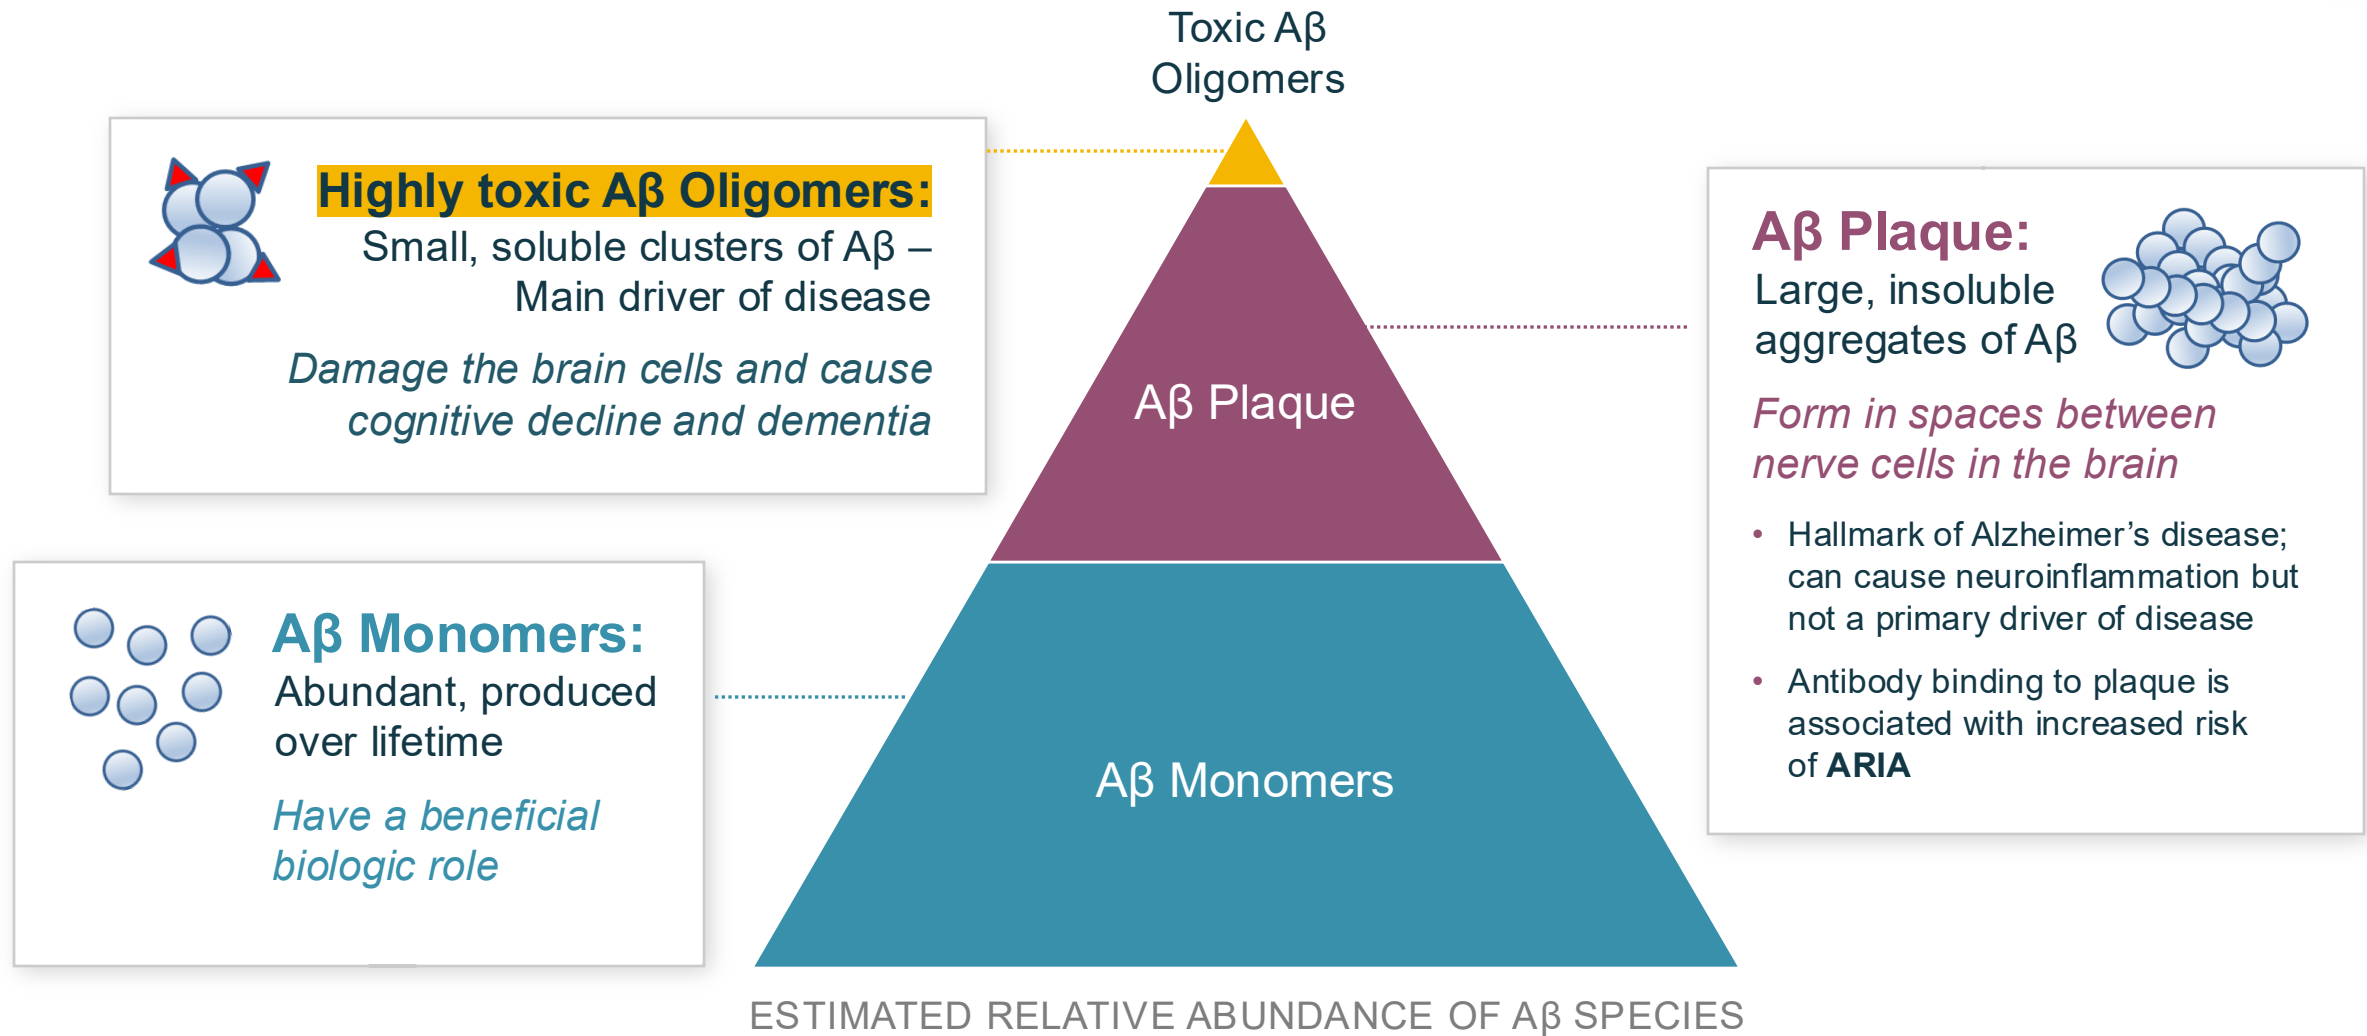 Toxic Aβ
Oligomers
Highly toxic Aβ Oligomers:
Small, soluble clusters of Aβ –
Main driver of disease
Damage the brain cells and cause
cognitive decline and dementia
Aβ Plaque:
Large, insoluble
aggregates of Aβ
Form in spaces between
nerve cells in the brain
• Hallmark of Alzheimer’s disease;
can cause neuroinflammation but
not a primary driver of disease
• Antibody binding to plaque is
associated with increased risk
of ARIA
Aβ Plaque
Aβ Monomers:
Abundant, produced
over lifetime
Have a beneficial
biologic role
Aβ Monomers
ESTIMATED RELATIVE ABUNDANCE OF Aβ SPECIES